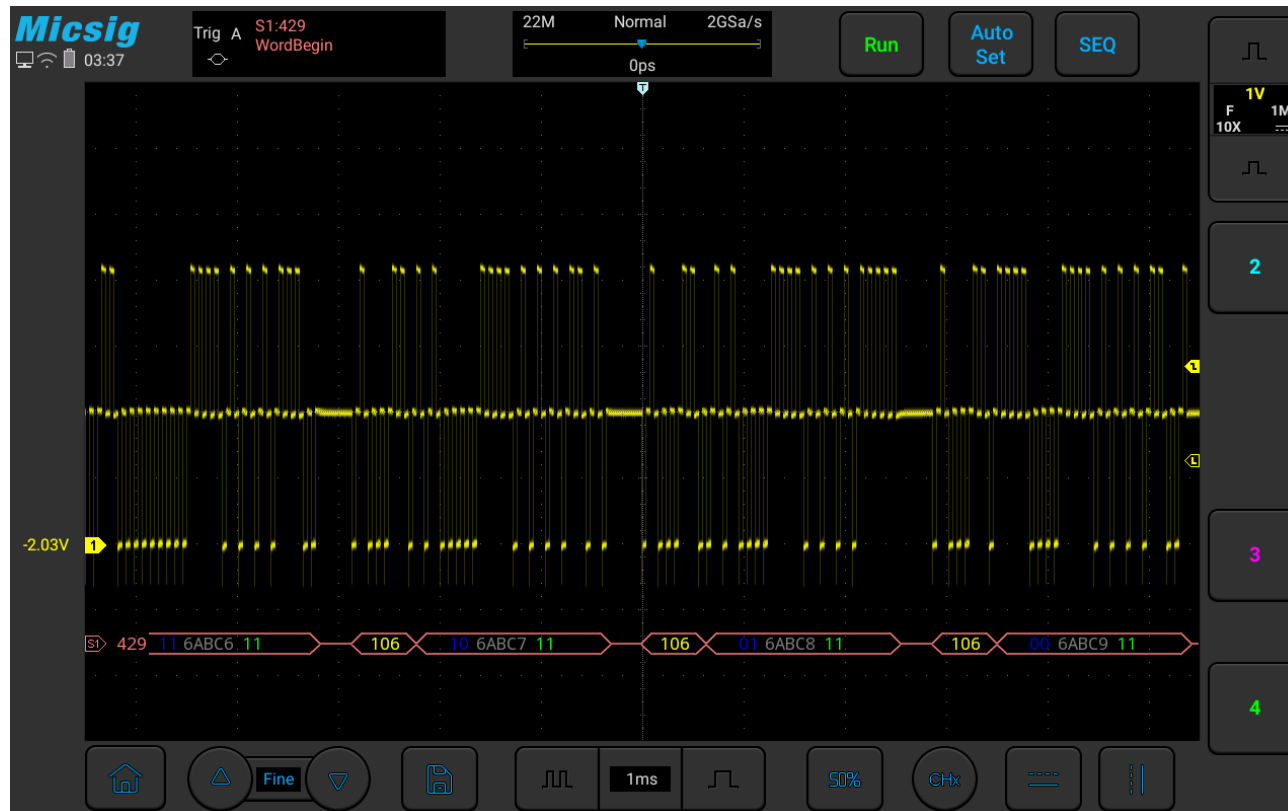 Micsig
03:37
Trig A S1:429
WordBegin
22M Normal 2GSa/s
0ps
Run
Auto
Set
SEQ
1V
F 1M
10X
T
2
L
-2.03V 1
3
S1 429 11 6ABC6 11 106 10 6ABC7 11 106 01 6ABC8 11 106 00 6ABC9 11
4
Fine
1ms
50%
CHx